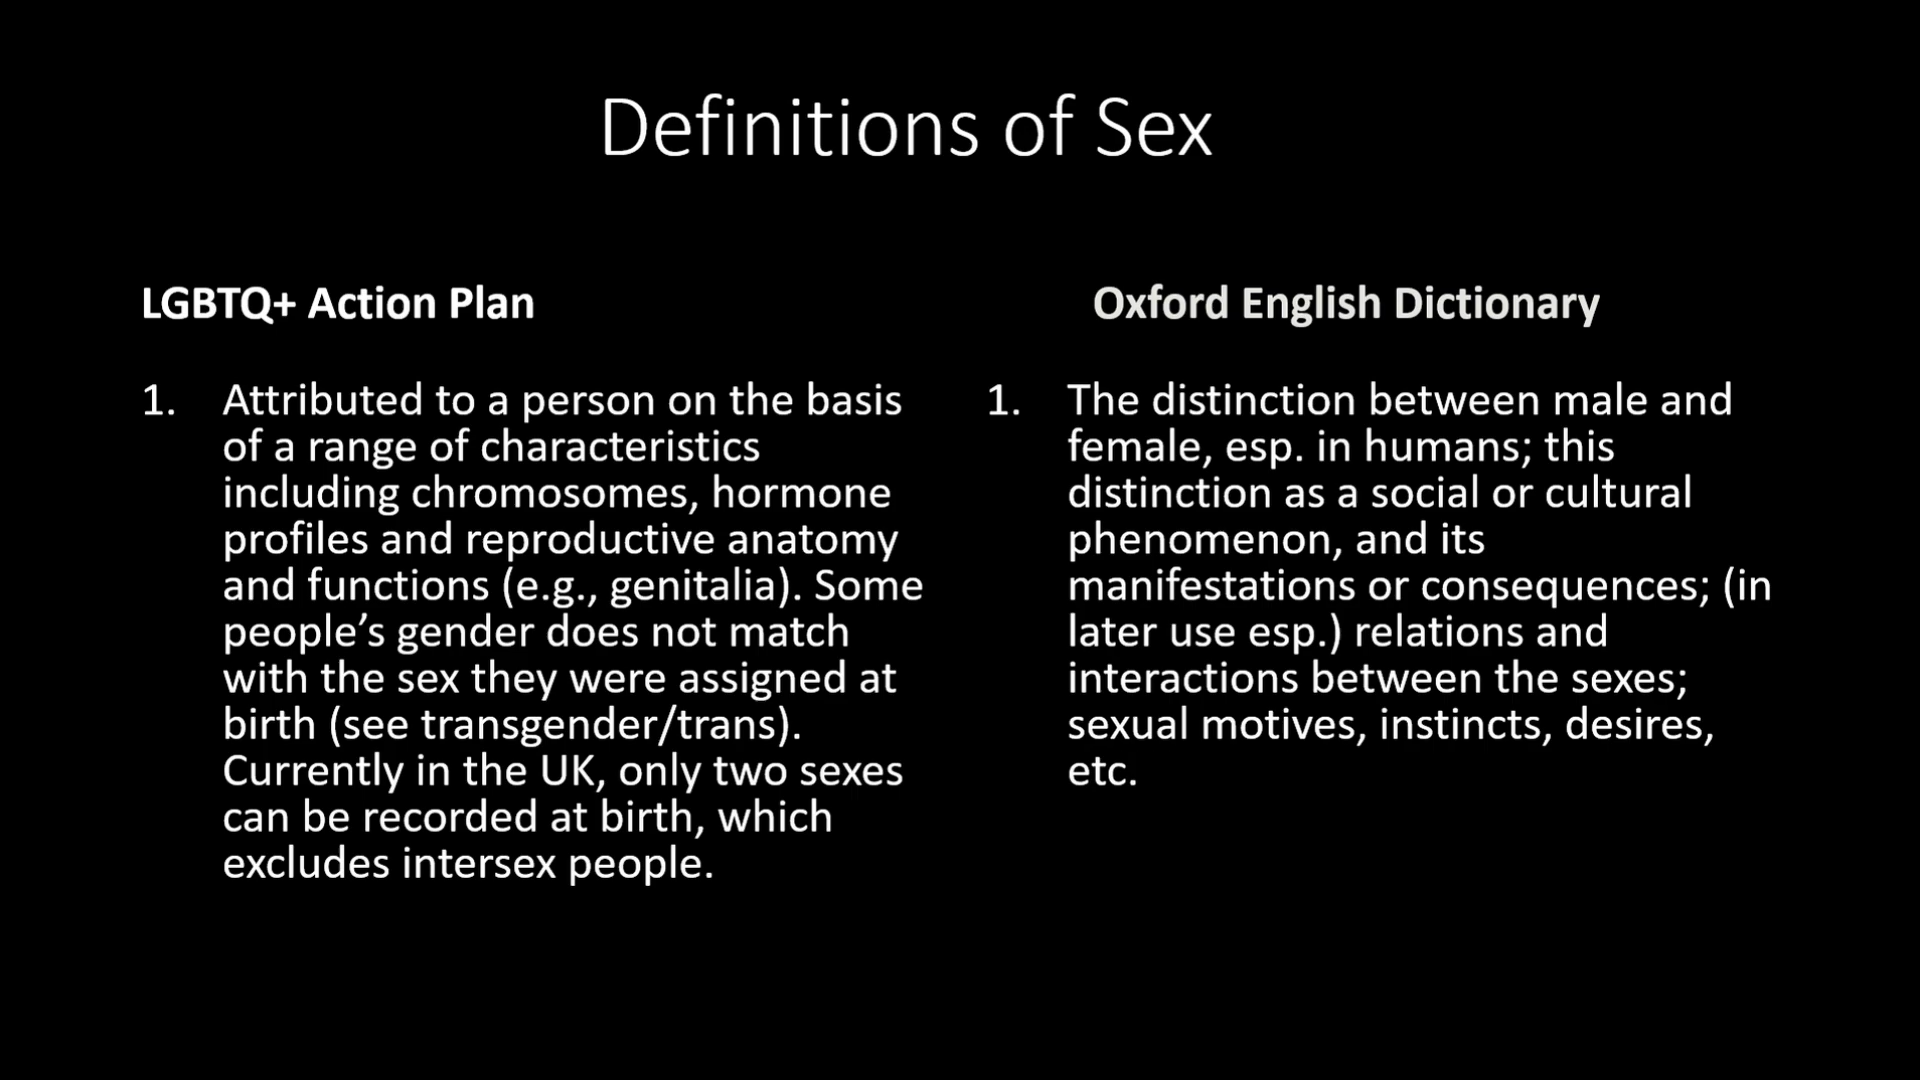 Definitions of Sex
LGBTQ+ Action Plan
1. Attributed to a person on the basis
of a range of characteristics
including chromosomes, hormone
profiles and reproductive anatomy
and functions (e.g., genitalia). Some
people’s gender does not match
with the sex they were assigned at
birth (see transgender/trans).
Currently in the UK, only two sexes
can be recorded at birth, which
excludes intersex people.
Oxford English Dictionary
1. The distinction between male and
female, esp. in humans; this
distinction as a social or cultural
phenomenon, and its
manifestations or consequences; (in
later use esp.) relations and
interactions between the sexes;
sexual motives, instincts, desires,
etc.